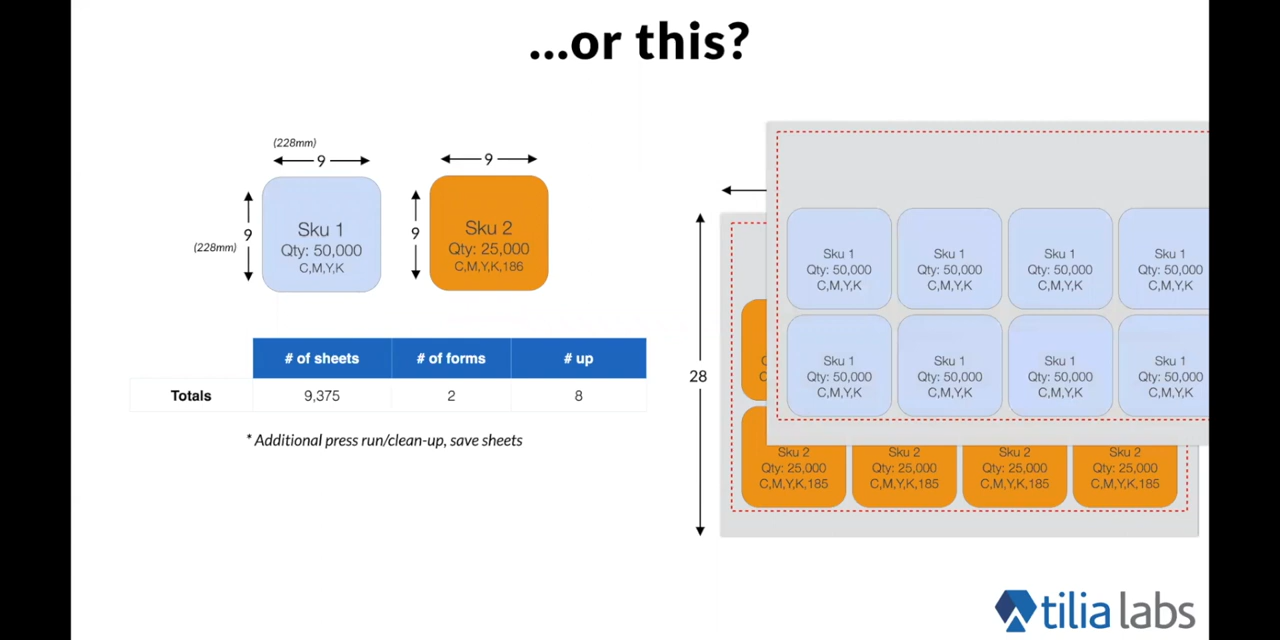 ...or this?
(228mm)
9
9
(228mm)
9
Sku 1
Qty: 50,000
C,M,Y,K
9
Sku 2
Qty: 25,000
C,M,Y,K,186
# of sheets # of forms # up
Totals 9,375 2 8
* Additional press run/clean-up, save sheets
28
Sku 1 Sku 1 Sku 1 Sku 1
Qty: 50,000 Qty: 50,000 Qty: 50,000 Qty: 50,000
C,M,Y,K C,M,Y,K C,M,Y,K C,M,Y,K
Sku 1 Sku 1 Sku 1 Sku 1
Qty: 50,000 Qty: 50,000 Qty: 50,000 Qty: 50,000
C,M,Y,K C,M,Y,K C,M,Y,K C,M,Y,K
Sku 2 Sku 2 Sku 2 Sku 2
Qty: 25,000 Qty: 25,000 Qty: 25,000 Qty: 25,000
C,M,Y,K,185 C,M,Y,K,185 C,M,Y,K,185 C,M,Y,K,185
tilia labs